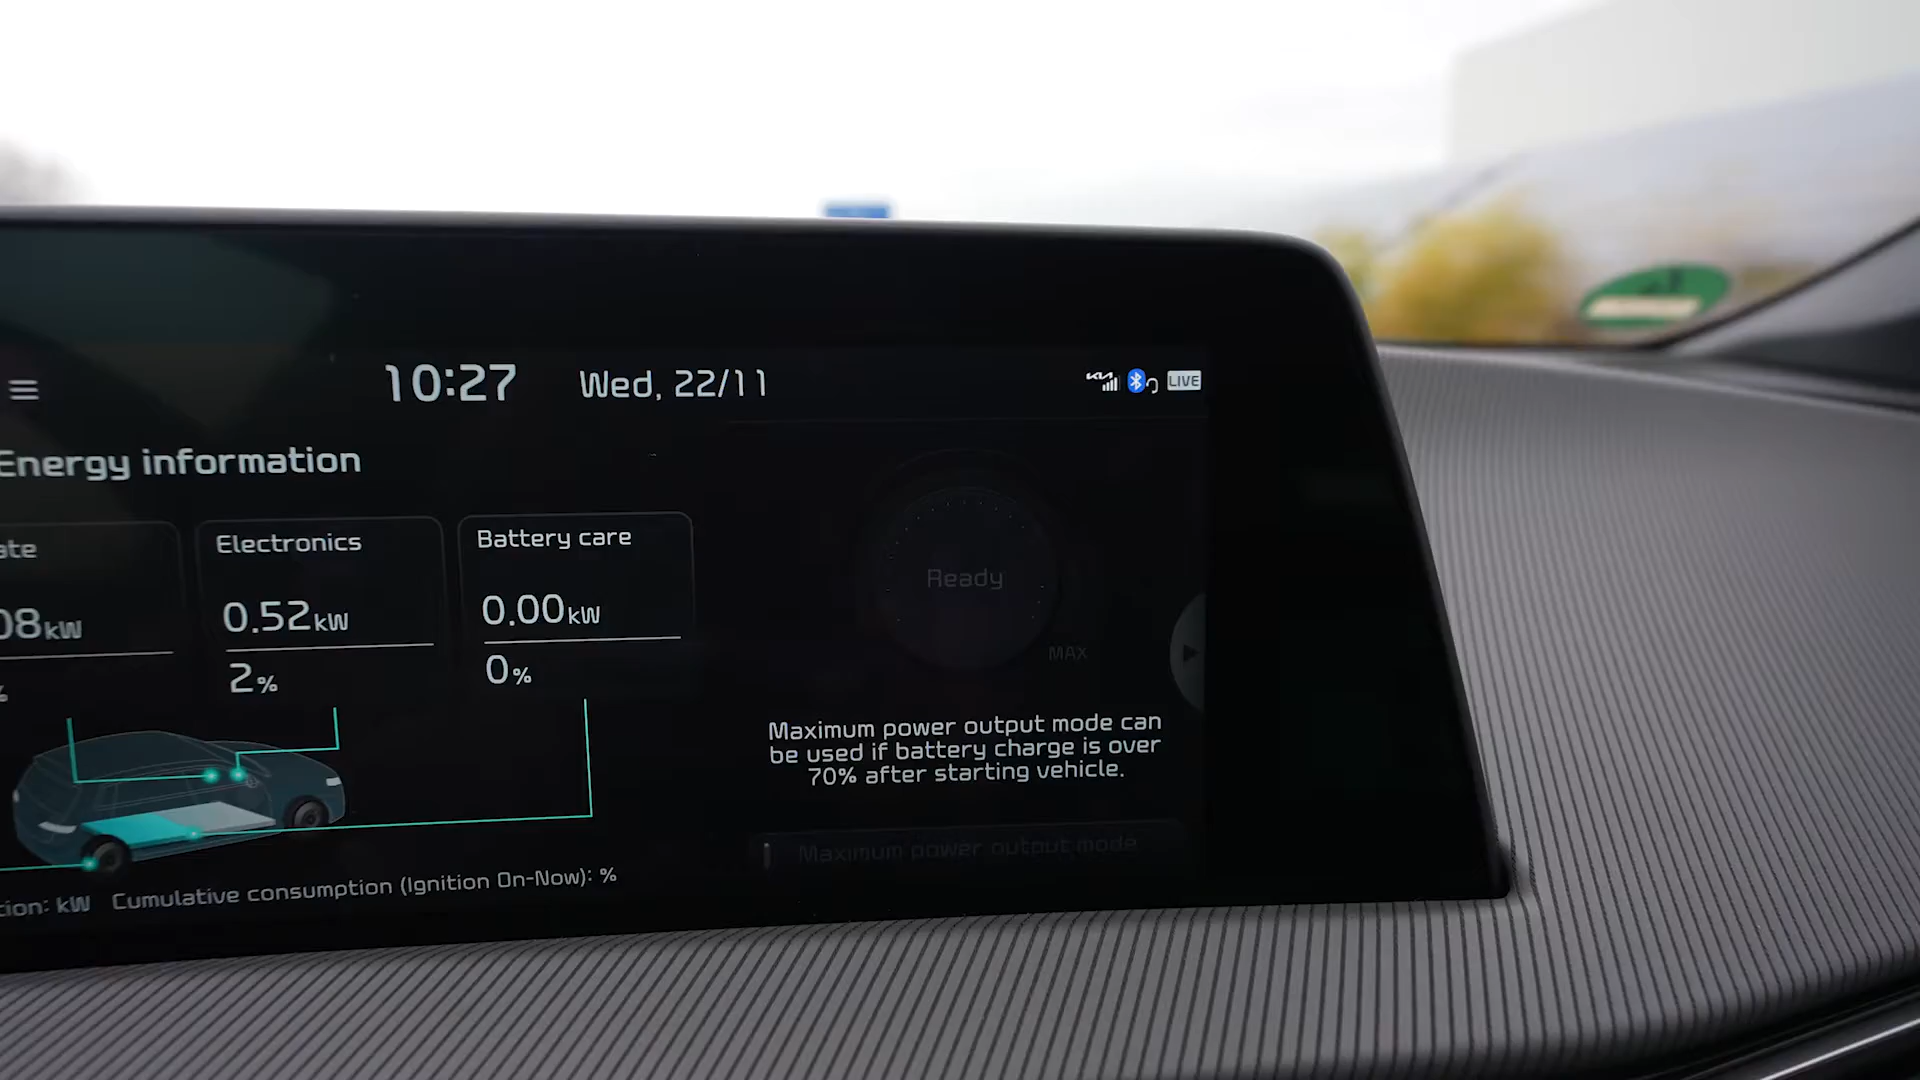 10:27 Wed, 22/11 LIVE
Energy information
Electronics Battery care
0.52kW 0.00kW
08kW
2% 0%
Ready
MAX
Maximum power output mode can
be used if battery charge is over
70% after starting vehicle.
Maximum power output mode
kW Cumulative consumption (Ignition On-Now): %